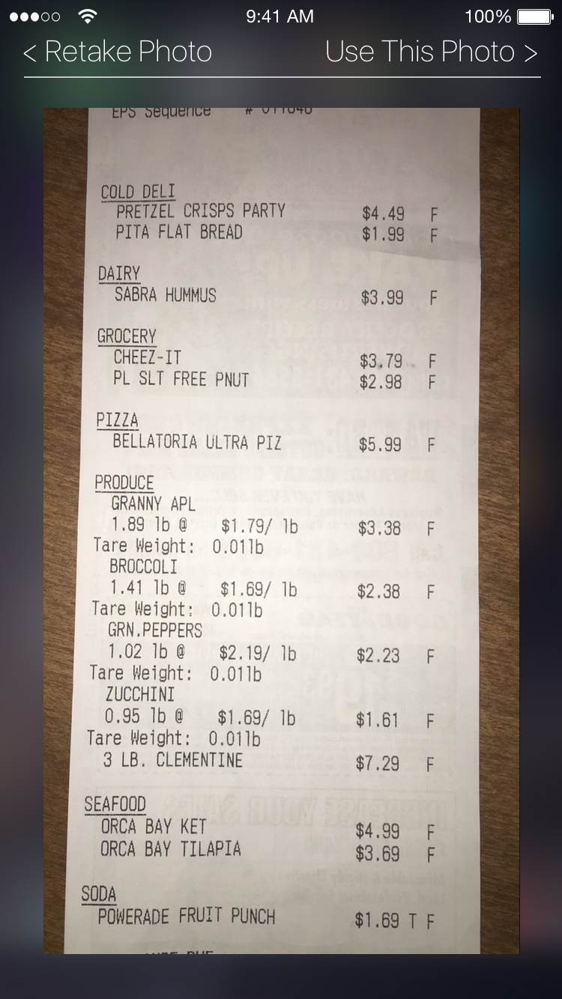 9:41 AM 100%
< Retake Photo Use This Photo >
EPS Sequence #
COLD DELI
PRETZEL CRISPS PARTY $4.49 F
PITA FLAT BREAD $1.99 F
DAIRY
SABRA HUMMUS $3.99 F
GROCERY
CHEEZ-IT $3.79 F
PL SLT FREE PNUT $2.98 F
PIZZA
BELLATORIA ULTRA PIZ $5.99 F
PRODUCE
GRANNY APL
1.89 lb @ $1.79/ lb $3.38 F
Tare Weight: 0.01lb
BROCCOLI
1.41 lb @ $1.69/ lb $2.38 F
Tare Weight: 0.01lb
GRN.PEPPERS
1.02 lb @ $2.19/ lb $2.23 F
Tare Weight: 0.01lb
ZUCCHINI
0.95 lb @ $1.69/ lb $1.61 F
Tare Weight: 0.01lb
3 LB. CLEMENTINE $7.29 F
SEAFOOD
ORCA BAY KET $4.99 F
ORCA BAY TILAPIA $3.69 F
SODA
POWERADE FRUIT PUNCH $1.69 T F